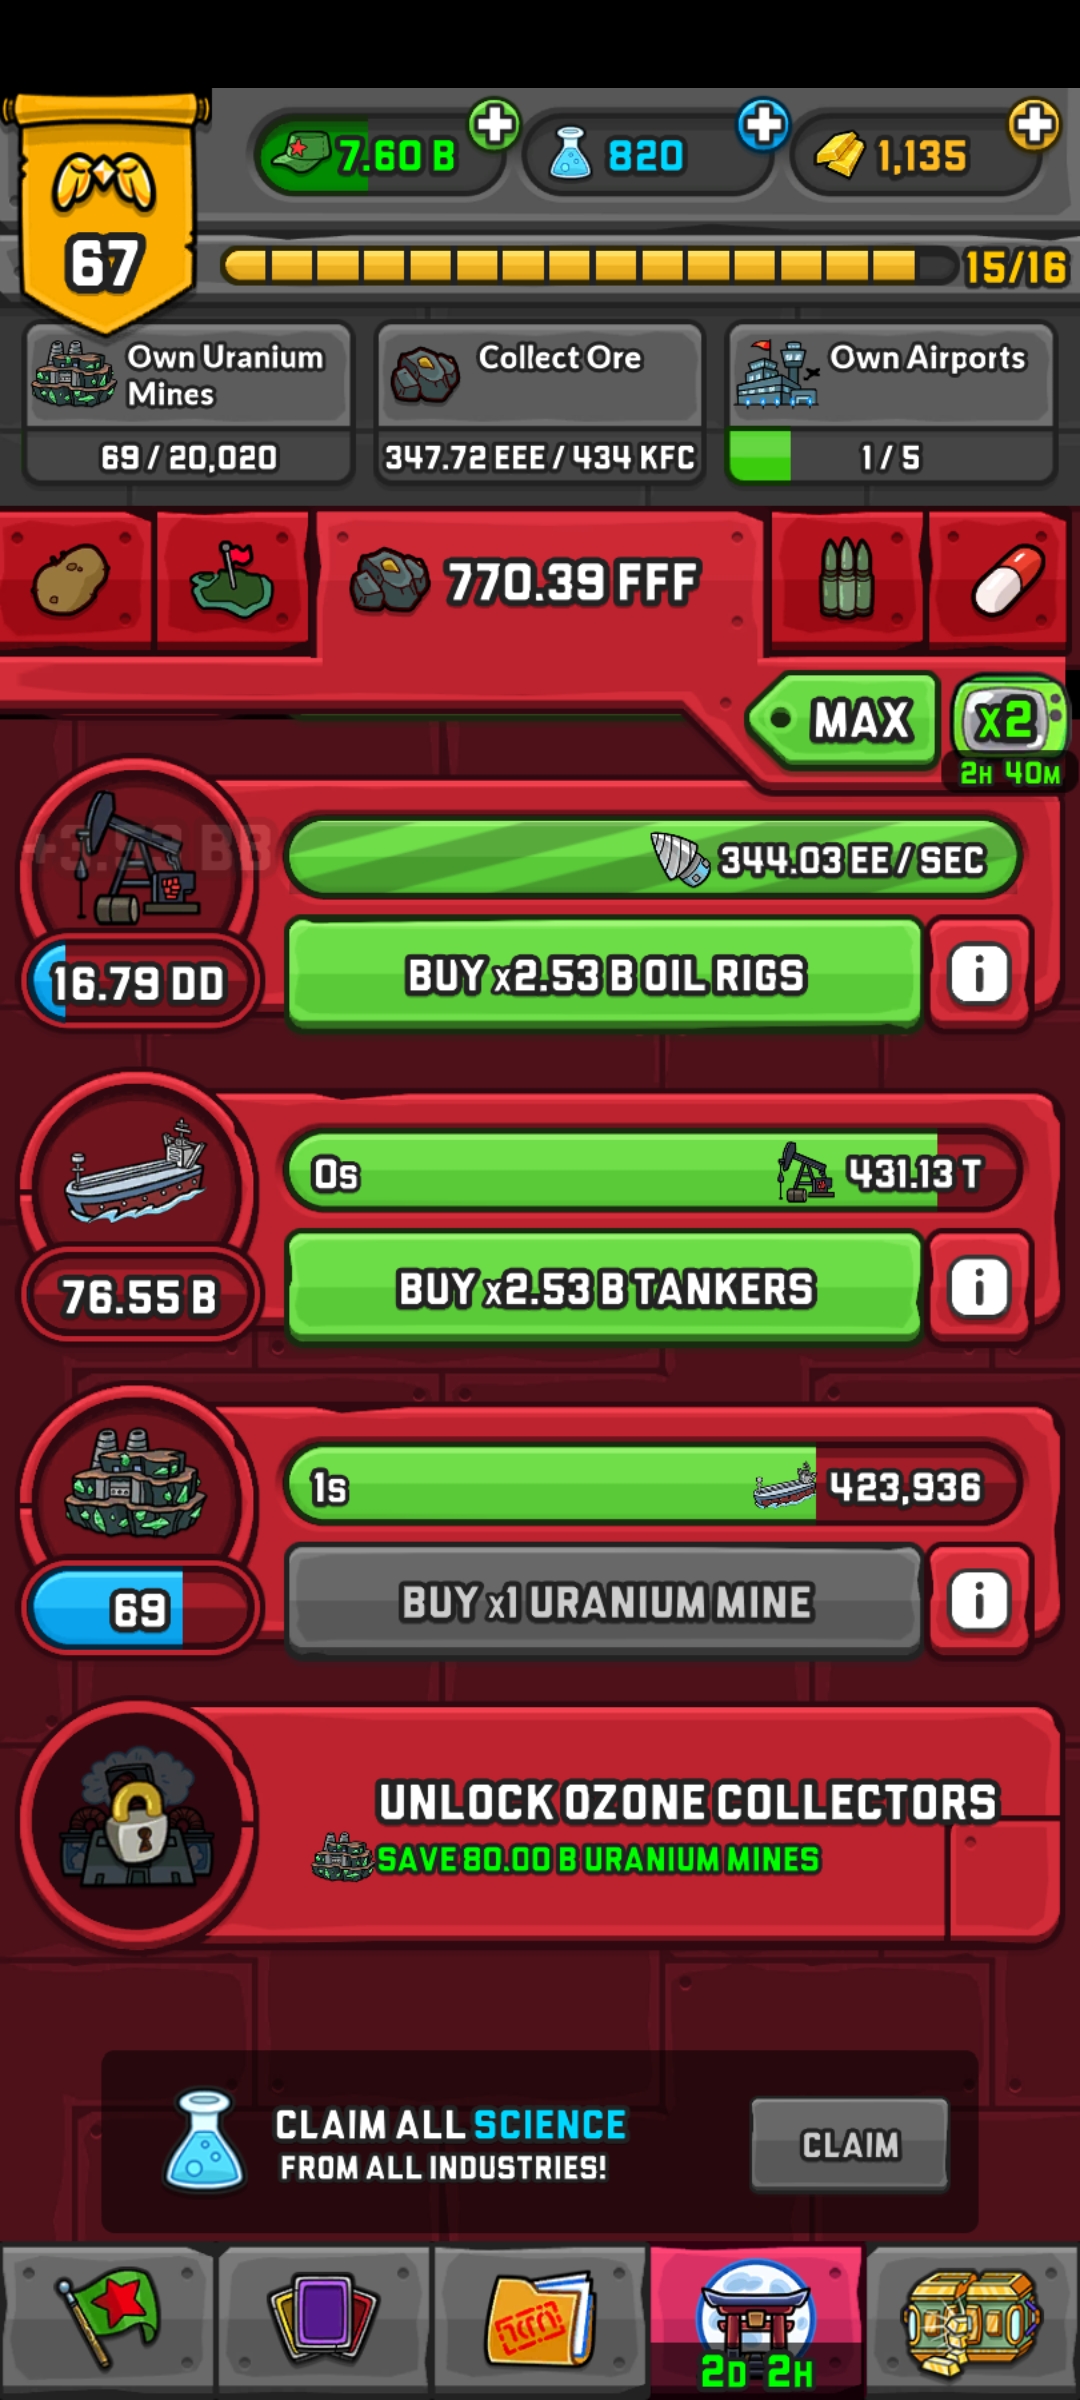 7.60 B
820
1,135
67
15/16
Own Uranium
Mines
69 / 20,020
Collect Ore
347.72 EEE / 434 KFC
Own Airports
1 / 5
770.39 FFF
MAX
x2
2H 40M
344.03 EE / SEC
16.79 DD
BUY x2.53 B OIL RIGS
i
0s
431.13 T
76.55 B
BUY x2.53 B TANKERS
i
1s
423,936
69
BUY x1 URANIUM MINE
i
UNLOCK OZONE COLLECTORS
SAVE 80.00 B URANIUM MINES
CLAIM ALL SCIENCE
FROM ALL INDUSTRIES!
CLAIM
2D 2H